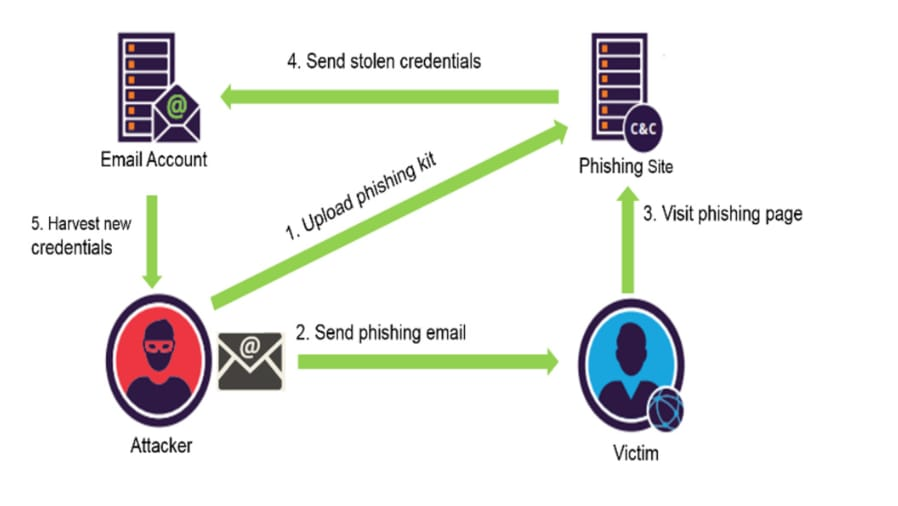 4. Send stolen credentials
@
C&C
Email Account
Phishing Site
1. Upload phishing kit
5. Harvest new
credentials
3. Visit phishing page
2. Send phishing email
@
Attacker
Victim